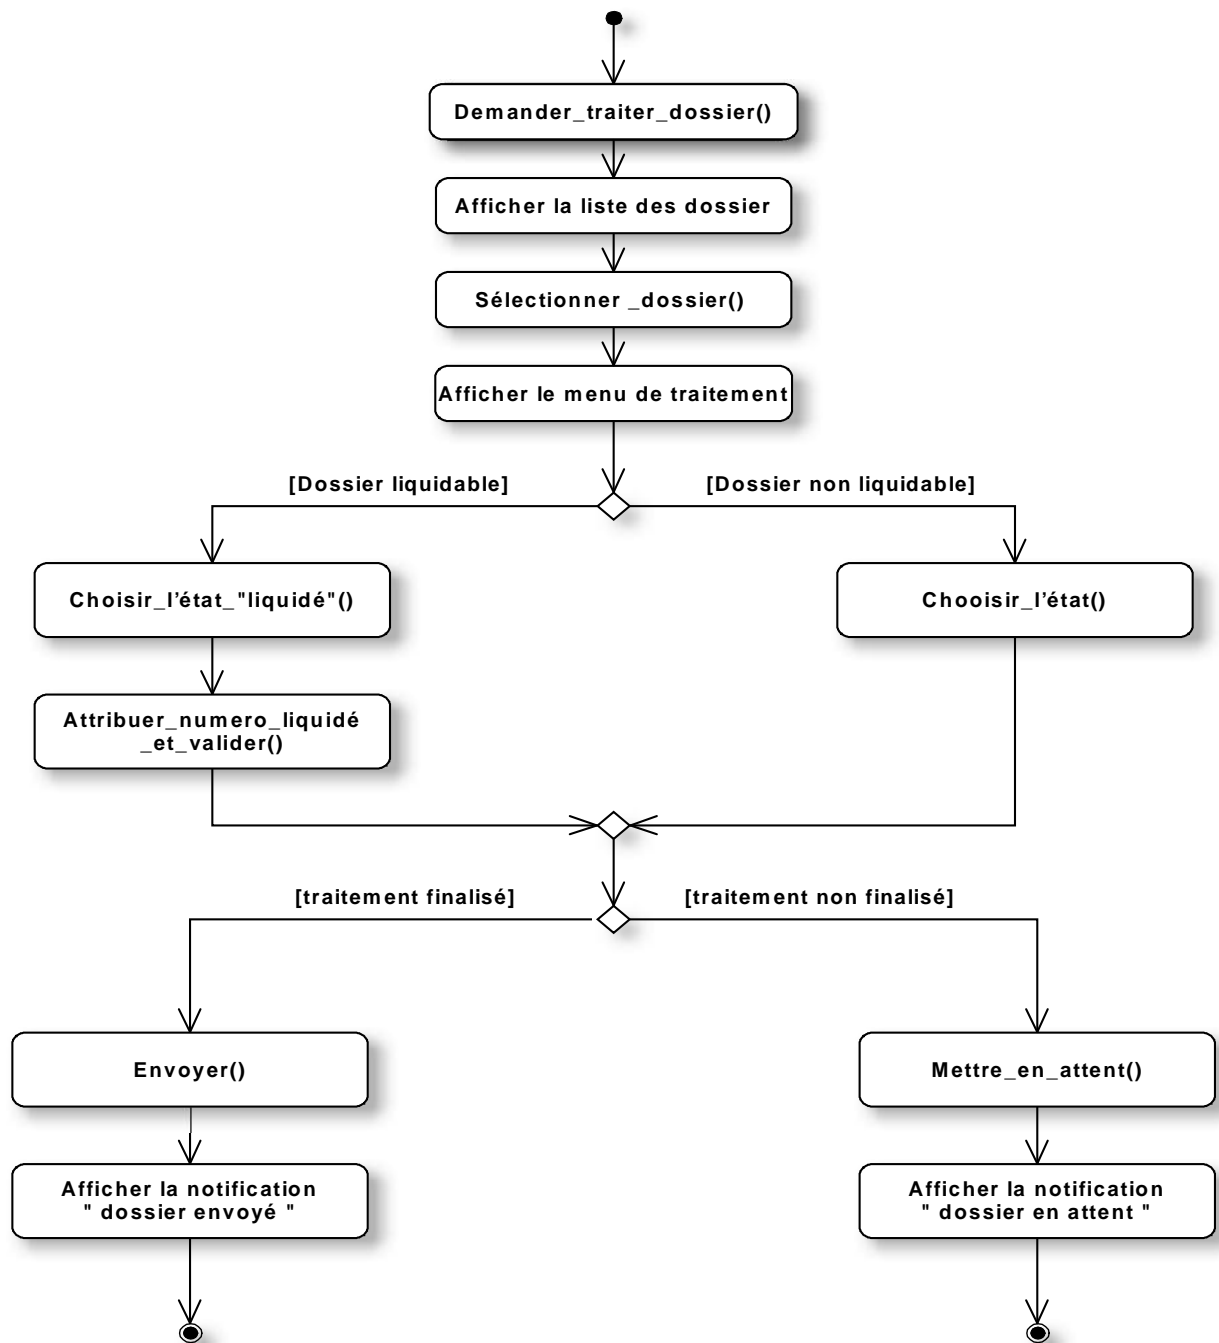 Demander_traiter_dossier()
Afficher la liste des dossier
Sélectionner _dossier()
Afficher le menu de traitement
[Dossier liquidable]
[Dossier non liquidable]
Choisir_l'état_"liquidé"()
Chooisir_l'état()
Attribuer_numero_liquidé
_et_valider()
[traitement finalisé]
[traitement non finalisé]
Envoyer()
Mettre_en_attent()
Afficher la notification
" dossier envoyé "
Afficher la notification
" dossier en attent "